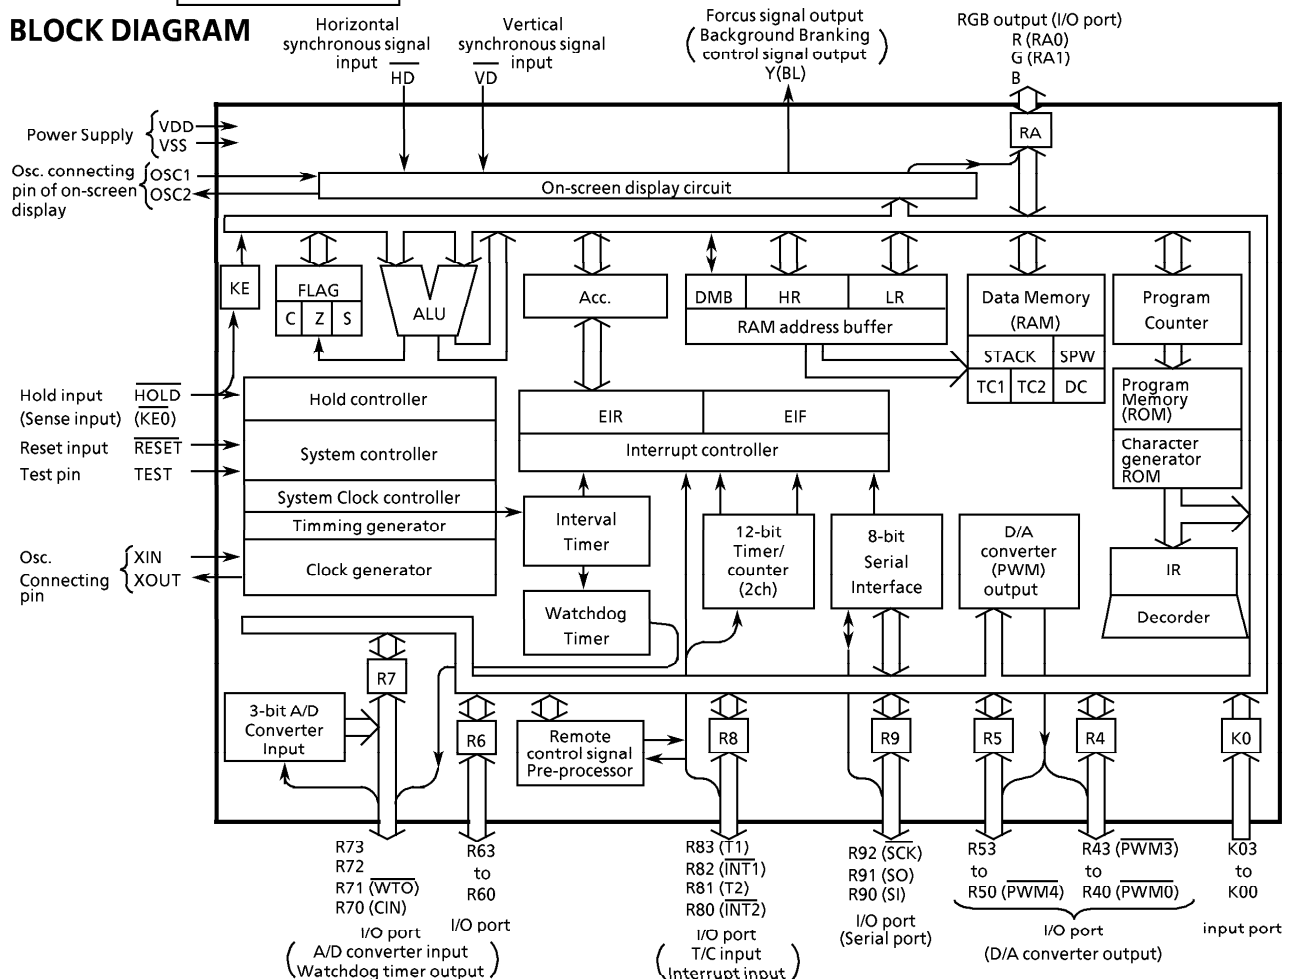 BLOCK DIAGRAM
Horizontal
synchronous signal
input
HD
Vertical
synchronous signal
input
VD
Forcus signal output
(Background Branking
control signal output)
Y(BL)
RGB output (I/O port)
R (RA0)
G (RA1)
B
Power Supply
VDD
VSS
Osc. connecting
pin of on-screen
display
OSC1
OSC2
RA
On-screen display circuit
KE
FLAG
C Z S
ALU
Acc.
DMB HR LR
RAM address buffer
Data Memory
(RAM)
STACK SPW
TC1 TC2 DC
Program
Counter
Program
Memory
(ROM)
Character
generator
ROM
Hold input HOLD
(Sense input) (KE0)
Reset input RESET
Test pin TEST
Hold controller
System controller
System Clock controller
Timming generator
Clock generator
EIR EIF
Interrupt controller
Osc.
Connecting
pin
XIN
XOUT
Interval
Timer
Watchdog
Timer
12-bit
Timer/
counter
(2ch)
8-bit
Serial
Interface
D/A
converter
(PWM)
output
IR
Decorder
R7
3-bit A/D
Converter
Input
R6
Remote
control signal
Pre-processor
R8
R9
R5
R4
K0
R73
R72
R71 (WTO)
R70 (CIN)
I/O port
(A/D converter input
Watchdog timer output)
R63
to
R60
I/O port
R83 (T1)
R82 (INT1)
R81 (T2)
R80 (INT2)
I/O port
(T/C input
Interrupt input)
R92 (SCK)
R91 (SO)
R90 (SI)
I/O port
(Serial port)
R53
to
R50 (PWM4)
R43 (PWM3)
to
R40 (PWM0)
I/O port
(D/A converter output)
K03
to
K00
input port